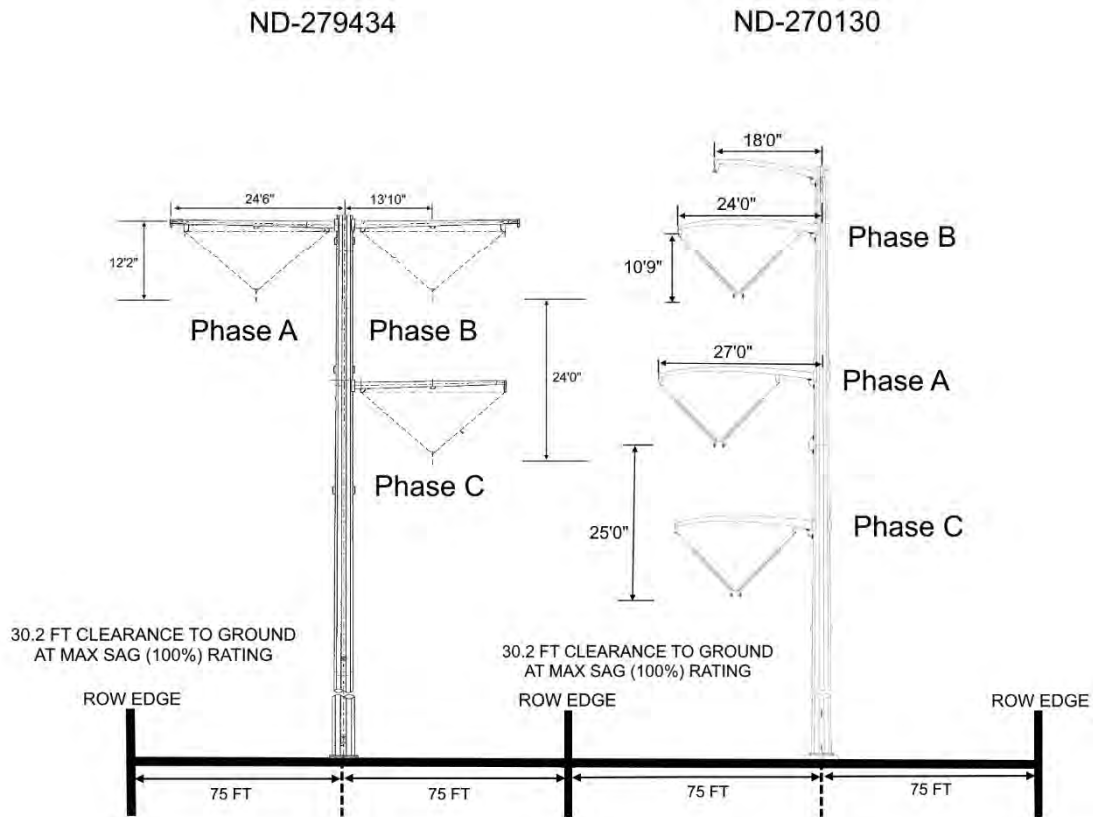 ND-279434
ND-270130
18'0"
24'6"
13'10"
24'0"
Phase B
12'2"
10'9"
Phase A
Phase B
27'0"
24'0"
Phase A
Phase C
25'0"
Phase C
30.2 FT CLEARANCE TO GROUND
AT MAX SAG (100%) RATING
30.2 FT CLEARANCE TO GROUND
AT MAX SAG (100%) RATING
ROW EDGE
ROW EDGE
ROW EDGE
75 FT
75 FT
75 FT
75 FT